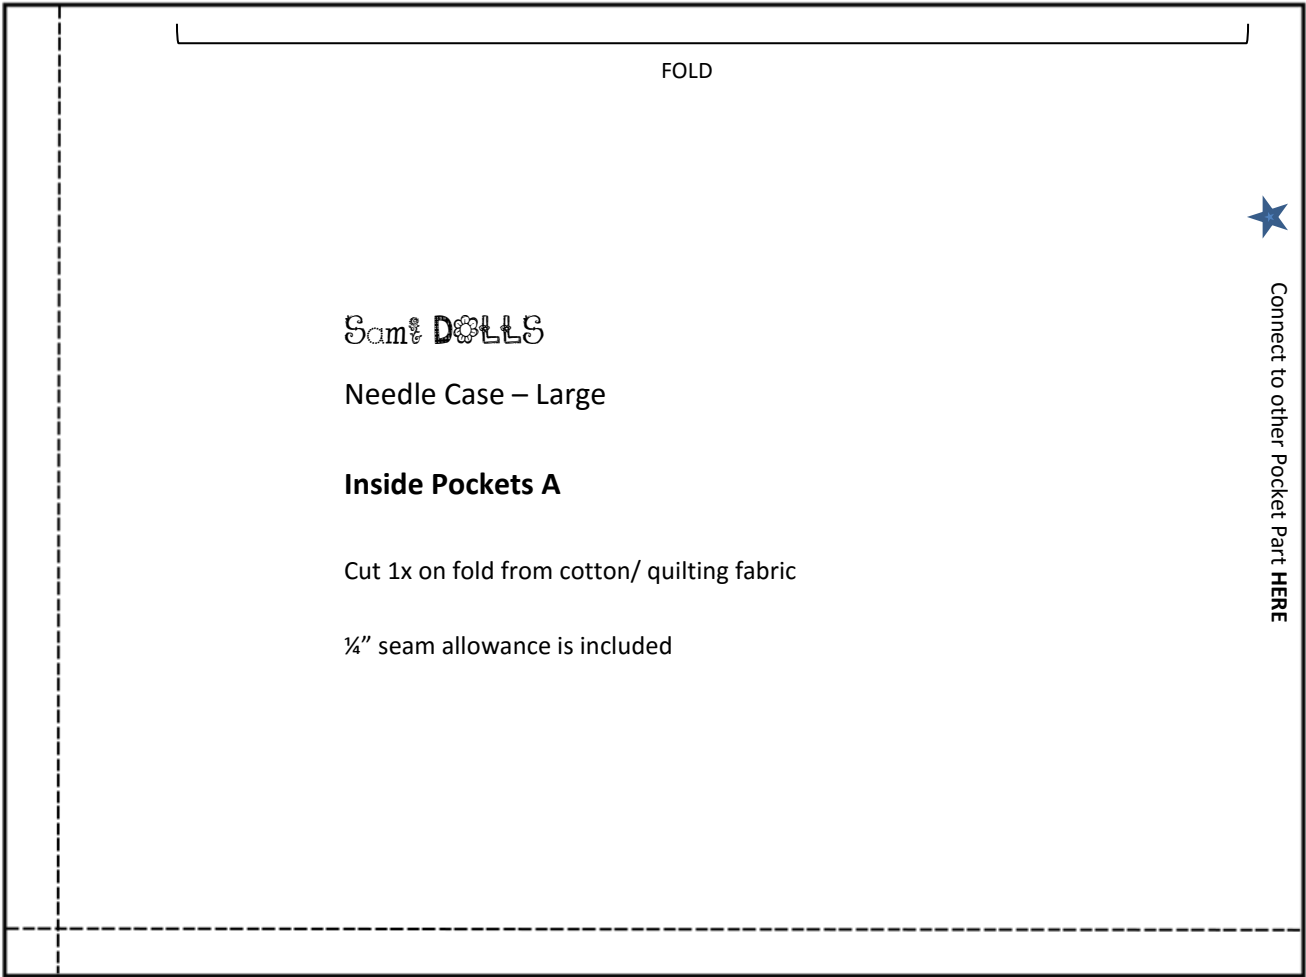 FOLD
Sami DOLLS
Needle Case – Large
Inside Pockets A
Cut 1x on fold from cotton/ quilting fabric
¼” seam allowance is included
Connect to other Pocket Part HERE